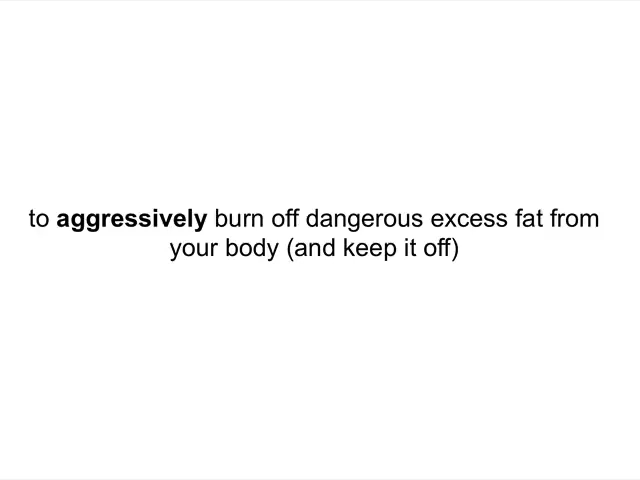 to aggressively burn off dangerous excess fat from
your body (and keep it off)